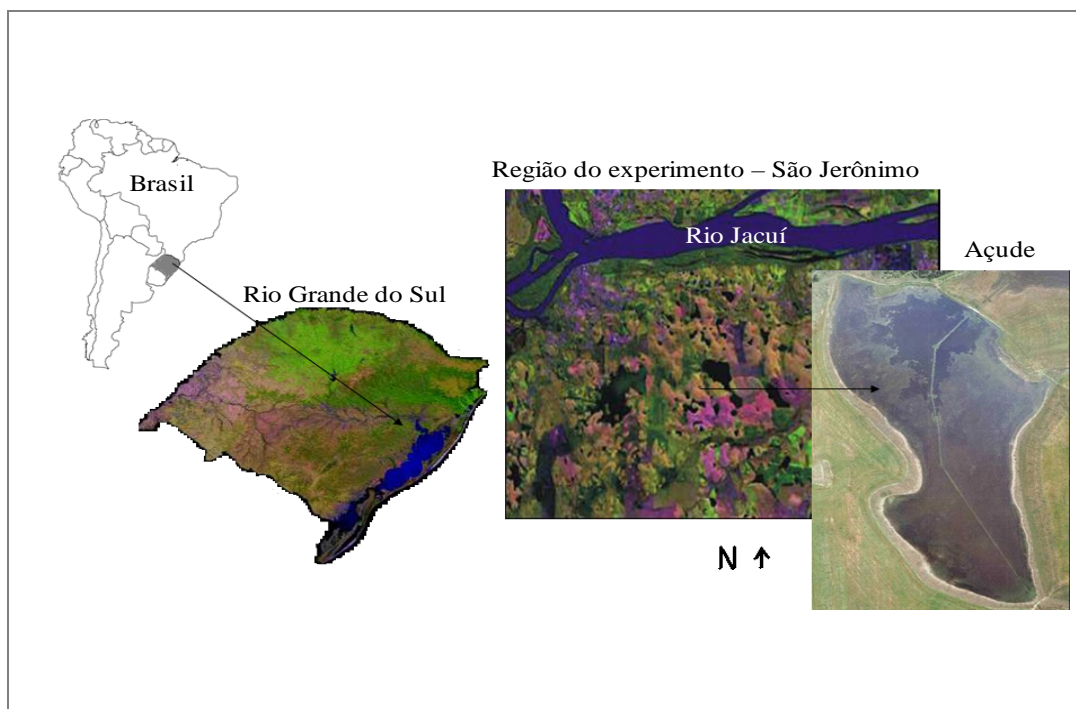 Brasil
Rio Grande do Sul
Região do experimento – São Jerônimo
Rio Jacuí
Açude
N ↑